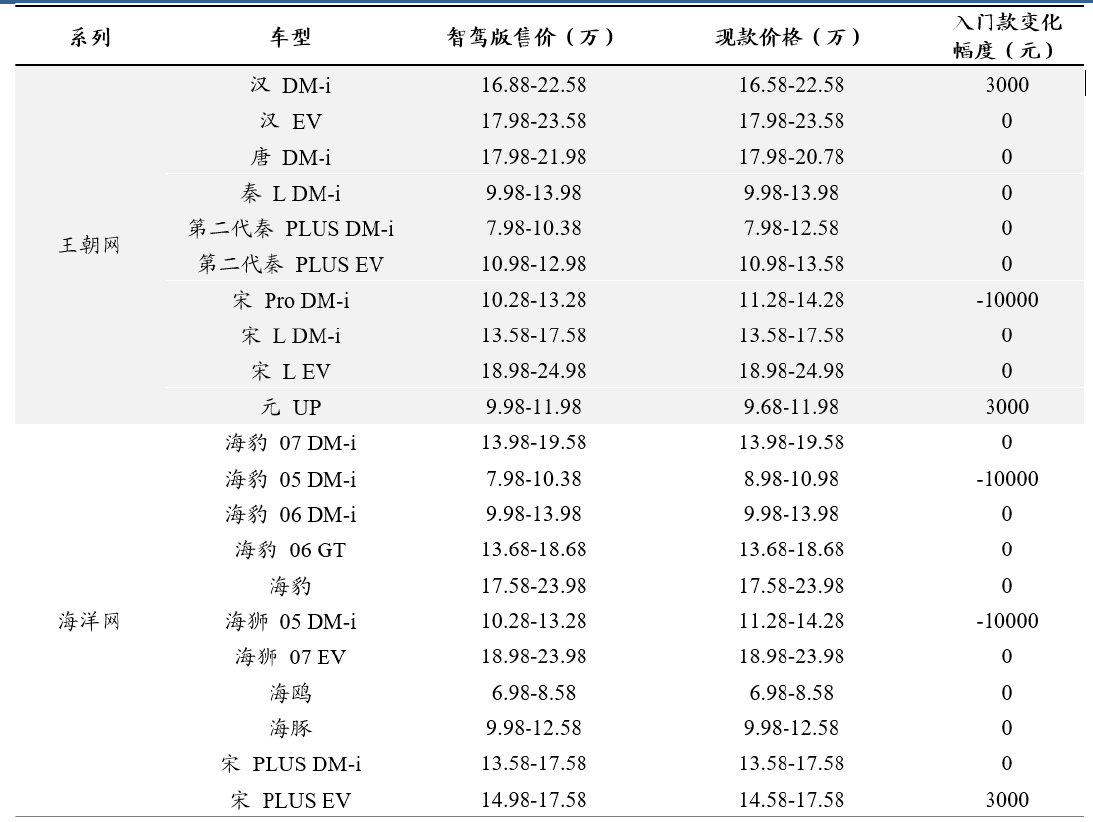 系列 车型 智驾版售价（万） 现款价格（万） 入门款变化幅度（元）
王朝网
汉 DM-i 16.88-22.58 16.58-22.58 3000
汉 EV 17.98-23.58 17.98-23.58 0
唐 DM-i 17.98-21.98 17.98-20.78 0
秦 L DM-i 9.98-13.98 9.98-13.98 0
第二代秦 PLUS DM-i 7.98-10.38 7.98-12.58 0
第二代秦 PLUS EV 10.98-12.98 10.98-13.58 0
宋 Pro DM-i 10.28-13.28 11.28-14.28 -10000
宋 L DM-i 13.58-17.58 13.58-17.58 0
宋 L EV 18.98-24.98 18.98-24.98 0
元 UP 9.98-11.98 9.68-11.98 3000
海洋网
海豹 07 DM-i 13.98-19.58 13.98-19.58 0
海豹 05 DM-i 7.98-10.38 8.98-10.98 -10000
海豹 06 DM-i 9.98-13.98 9.98-13.98 0
海豹 06 GT 13.68-18.68 13.68-18.68 0
海豹 17.58-23.98 17.58-23.98 0
海狮 05 DM-i 10.28-13.28 11.28-14.28 -10000
海狮 07 EV 18.98-23.98 18.98-23.98 0
海鸥 6.98-8.58 6.98-8.58 0
海豚 9.98-12.58 9.98-12.58 0
宋 PLUS DM-i 13.58-17.58 13.58-17.58 0
宋 PLUS EV 14.98-17.58 14.58-17.58 3000